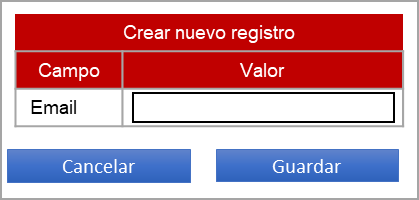 Crear nuevo registro
Campo Valor
Email
Cancelar Guardar